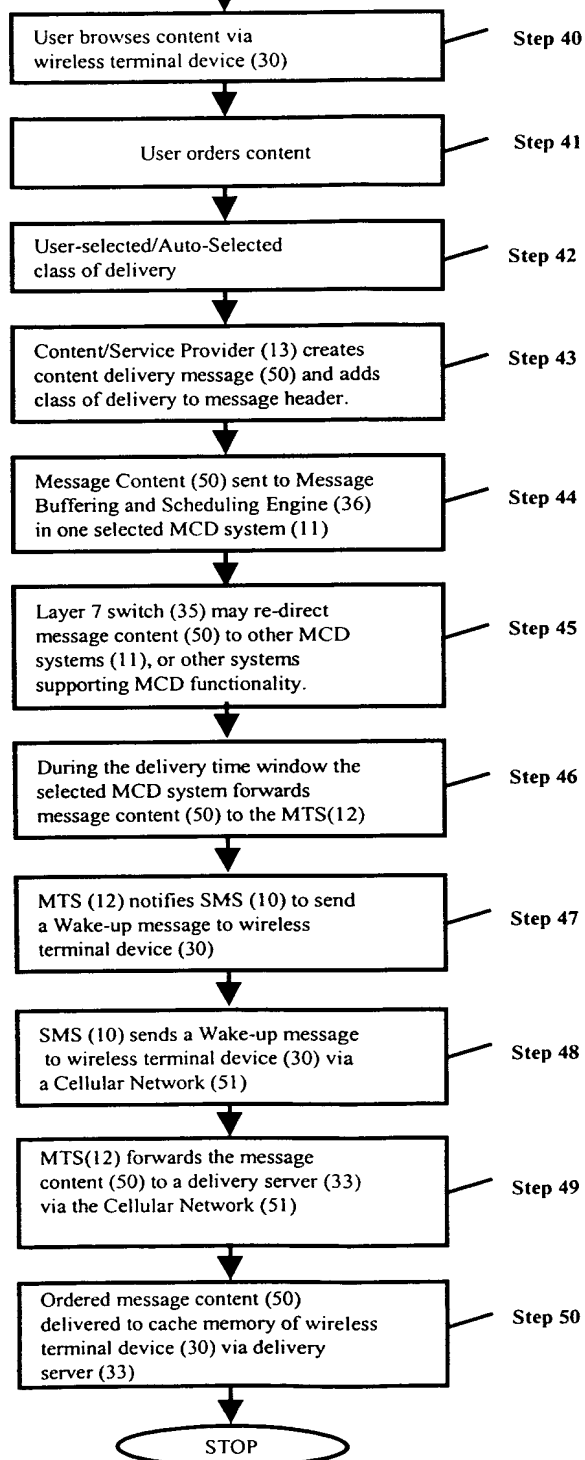 User browses content via
wireless terminal device (30)
Step 40
User orders content
Step 41
User-selected/Auto-Selected
class of delivery
Step 42
Content/Service Provider (13) creates
content delivery message (50) and adds
class of delivery to message header.
Step 43
Message Content (50) sent to Message
Buffering and Scheduling Engine (36)
in one selected MCD system (11)
Step 44
Layer 7 switch (35) may re-direct
message content (50) to other MCD
systems (11), or other systems
supporting MCD functionality.
Step 45
During the delivery time window the
selected MCD system forwards
message content (50) to the MTS(12)
Step 46
MTS (12) notifies SMS (10) to send
a Wake-up message to wireless
terminal device (30)
Step 47
SMS (10) sends a Wake-up message
to wireless terminal device (30) via
a Cellular Network (51)
Step 48
MTS(12) forwards the message
content (50) to a delivery server (33)
via the Cellular Network (51)
Step 49
Ordered message content (50)
delivered to cache memory of wireless
terminal device (30) via delivery
server (33)
Step 50
STOP